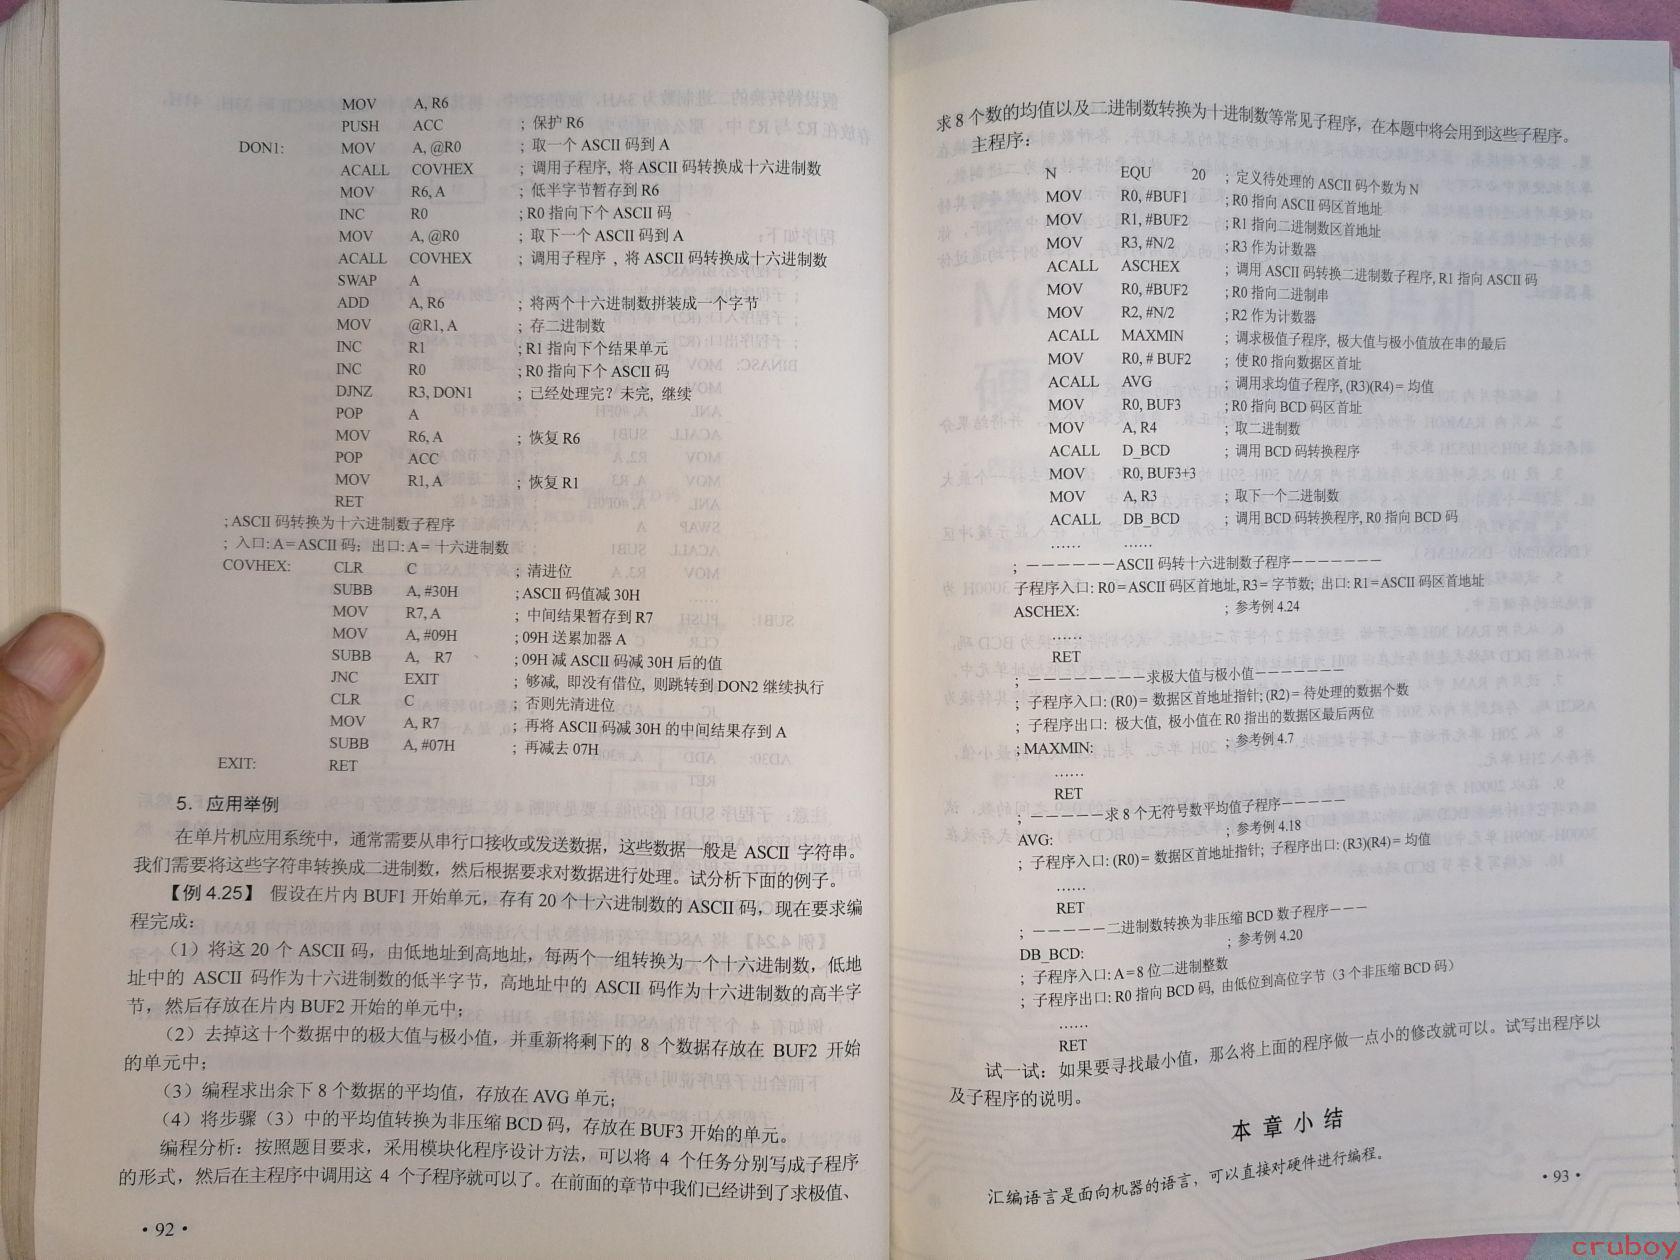 MOV A, R6
PUSH ACC ; 保护 R6
DON1: MOV A, @R0 ; 取一个 ASCII 码到 A
ACALL COVHEX ; 调用子程序, 将 ASCII 码转换成十六进制数
MOV R6, A ; 低半字节暂存到 R6
INC R0 ; R0 指向下个 ASCII 码
MOV A, @R0 ; 取下一个 ASCII 码到 A
ACALL COVHEX ; 调用子程序 , 将 ASCII 码转换成十六进制数
SWAP A
ADD A, R6 ; 将两个十六进制数拼装成一个字节
MOV @R1, A ; 存二进制数
INC R1 ; R1 指向下个结果单元
INC R0 ; R0 指向下个 ASCII 码
DJNZ R3, DON1 ; 已经处理完? 未完, 继续
POP A
MOV R6, A ; 恢复 R6
POP ACC
MOV R1, A ; 恢复 R1
RET
; ASCII 码转换为十六进制数子程序
; 入口: A = ASCII 码; 出口: A = 十六进制数
COVHEX: CLR C ; 清进位
SUBB A, #30H ; ASCII 码值减 30H
MOV R7, A ; 中间结果暂存到 R7
MOV A, #09H ; 09H 送累加器 A
SUBB A, R7 ; 09H 减 ASCII 码减 30H 后的值
JNC EXIT ; 够减, 即没有借位, 则跳转到 DON2 继续执行
CLR C ; 否则先清进位
MOV A, R7 ; 再将 ASCII 码减 30H 的中间结果存到 A
SUBB A, #07H ; 再减去 07H
EXIT: RET
5. 应用举例
在单片机应用系统中，通常需要从串行口接收或发送数据，这些数据一般是 ASCII 字符串。
我们需要将这些字符串转换成二进制数，然后根据要求对数据进行处理。试分析下面的例子。
【例 4.25】 假设在片内 BUF1 开始单元，存有 20 个十六进制数的 ASCII 码，现在要求编
程完成：
（1）将这 20 个 ASCII 码，由低地址到高地址，每两个一组转换为一个十六进制数，低地
址中的 ASCII 码作为十六进制数的低半字节，高地址中的 ASCII 码作为十六进制数的高半字
节，然后存放在片内 BUF2 开始的单元中；
（2）去掉这十个数据中的极大值与极小值，并重新将剩下的 8 个数据存放在 BUF2 开始
的单元中；
（3）编程求出余下 8 个数据的平均值，存放在 AVG 单元；
（4）将步骤（3）中的平均值转换为非压缩 BCD 码，存放在 BUF3 开始的单元。
编程分析：按照题目要求，采用模块化程序设计方法，可以将 4 个任务分别写成子程序
的形式，然后在主程序中调用这 4 个子程序就可以了。在前面的章节中我们已经讲到了求极值、
· 92 ·
求 8 个数的均值以及二进制数转换为十进制数等常见子程序，在本题中将会用到这些子程序。
主程序：
N EQU 20 ; 定义待处理的 ASCII 码个数为 N
MOV R0, #BUF1 ; R0 指向 ASCII 码区首地址
MOV R1, #BUF2 ; R1 指向二进制数区首地址
MOV R3, #N/2 ; R3 作为计数器
ACALL ASCHEX ; 调用 ASCII 码转换二进制数子程序, R1 指向 ASCII 码
MOV R0, #BUF2 ; R0 指向二进制串
MOV R2, #N/2 ; R2 作为计数器
ACALL MAXMIN ; 调求极值子程序, 极大值与极小值放在串的最后
MOV R0, # BUF2 ; 使 R0 指向数据区首址
ACALL AVG ; 调用求均值子程序, (R3)(R4) = 均值
MOV R0, BUF3 ; R0 指向 BCD 码区首址
MOV A, R4 ; 取二进制数
ACALL D_BCD ; 调用 BCD 码转换程序
MOV R0, BUF3+3
MOV A, R3 ; 取下一个二进制数
ACALL DB_BCD ; 调用 BCD 码转换程序, R0 指向 BCD 码
…… ……
; －－－－－－ASCII 码转十六进制数子程序－－－－－－－
子程序入口: R0 = ASCII 码区首地址, R3 = 字节数; 出口: R1 = ASCII 码区首地址
ASCHEX: ; 参考例 4.24
……
RET
; －－－－－－－求极大值与极小值－－－－－－
; 子程序入口: (R0) = 数据区首地址指针; (R2) = 待处理的数据个数
; 子程序出口: 极大值, 极小值在 R0 指出的数据区最后两位
; MAXMIN: ; 参考例 4.7
……
RET
; －－－－－求 8 个无符号数平均值子程序－－－－－
AVG: ; 参考例 4.18
; 子程序入口: (R0) = 数据区首地址指针; 子程序出口: (R3)(R4) = 均值
……
RET
; －－－－－二进制数转换为非压缩 BCD 数子程序－－－
DB_BCD: ; 参考例 4.20
; 子程序入口: A = 8 位二进制整数
; 子程序出口: R0 指向 BCD 码, 由低位到高位字节（3 个非压缩 BCD 码）
……
RET
试一试：如果要寻找最小值，那么将上面的程序做一点小的修改就可以。试写出程序以
及子程序的说明。
本 章 小 结
汇编语言是面向机器的语言，可以直接对硬件进行编程。
· 93 ·
cruboy